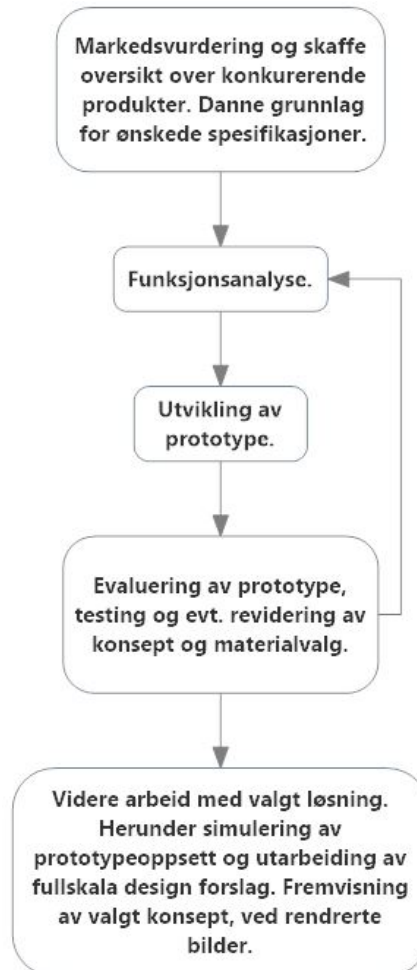 Markedsvurdering og skaffe
oversikt over konkurerende
produkter. Danne grunnlag
for ønskede spesifikasjoner.
Funksjonsanalyse.
Utvikling av
prototype.
Evaluering av prototype,
testing og evt. revidering av
konsept og materialvalg.
Videre arbeid med valgt løsning.
Herunder simulering av
prototypeoppsett og utarbeiding av
fullskala design forslag. Fremvisning
av valgt konsept, ved rendrerte
bilder.